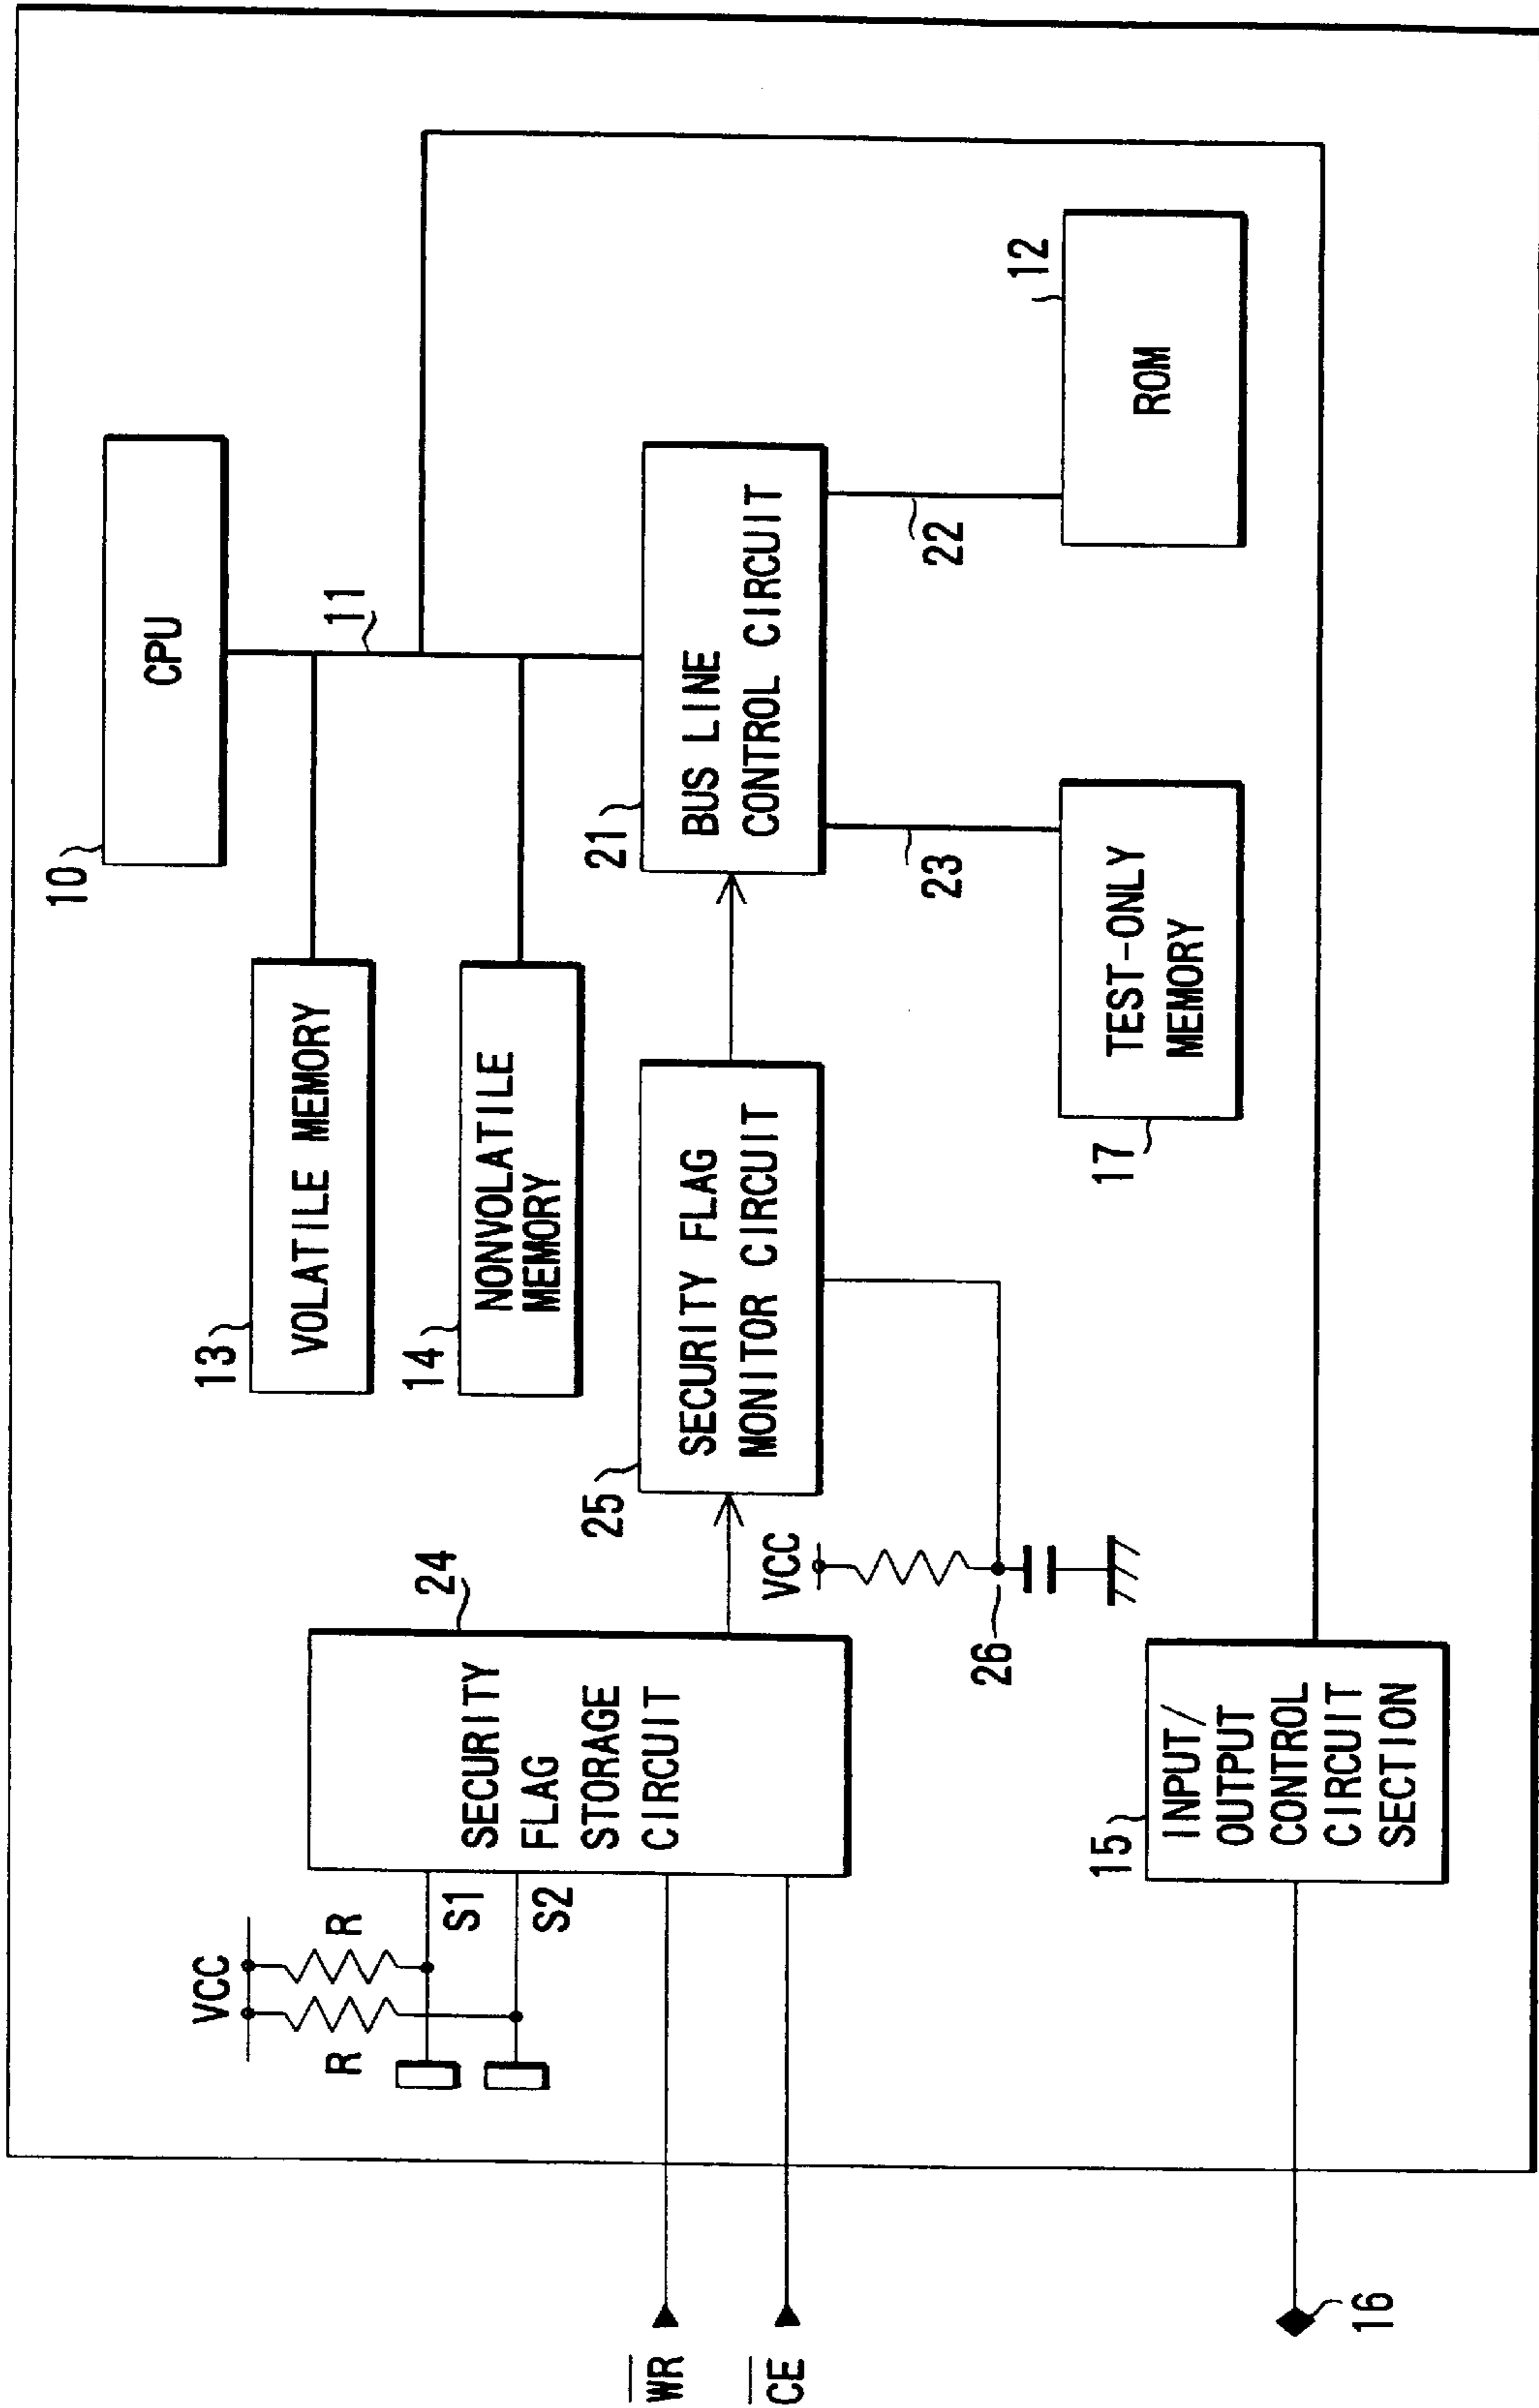 10
CPU
11
13
VOLATILE MEMORY
14
NONVOLATILE
MEMORY
VCC
R
R
S1
S2
24
SECURITY
FLAG
STORAGE
CIRCUIT
25
SECURITY FLAG
MONITOR CIRCUIT
21
BUS LINE
CONTROL CIRCUIT
WR
CE
VCC
26
23
22
17
TEST-ONLY
MEMORY
12
ROM
15
INPUT/
OUTPUT
CONTROL
CIRCUIT
SECTION
16